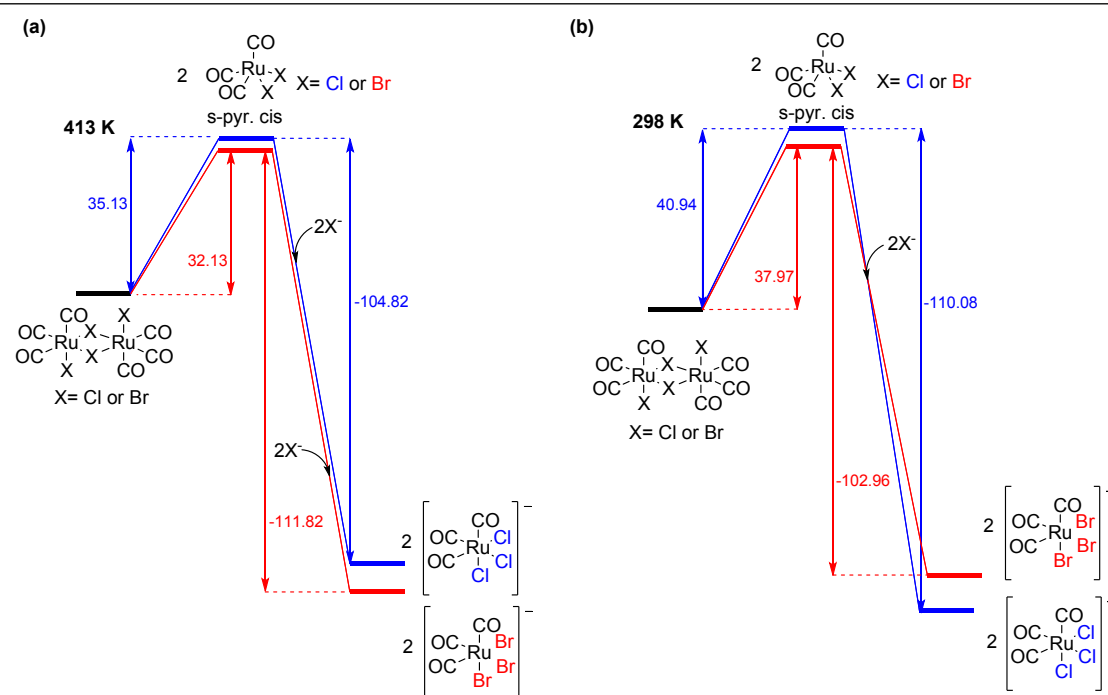 (a)
CO
2 OC Ru X X= Cl or Br
OC X
s-pyr. cis
413 K
35.13
32.13
2X-
-104.82
CO X
OC X CO
Ru Ru
OC X CO
X CO
X= Cl or Br
2X-
-111.82
2 CO −
OC Cl
Ru
OC Cl
Cl
2 CO −
OC Br
Ru
OC Br
Br
(b)
CO
2 OC Ru X X= Cl or Br
OC X
s-pyr. cis
298 K
40.94
37.97
2X-
-110.08
CO X
OC X CO
Ru Ru
OC X CO
X CO
X= Cl or Br
-102.96
2 CO −
OC Br
Ru
OC Br
Br
2 CO −
OC Cl
Ru
OC Cl
Cl